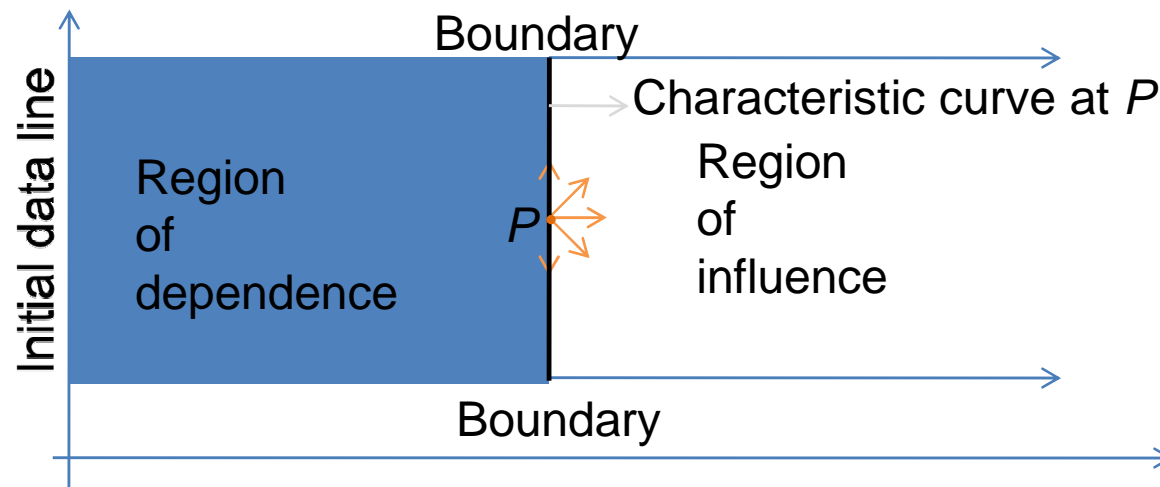 Boundary
Initial data line
Characteristic curve at P
Region
of
dependence
P
Region
of
influence
Boundary